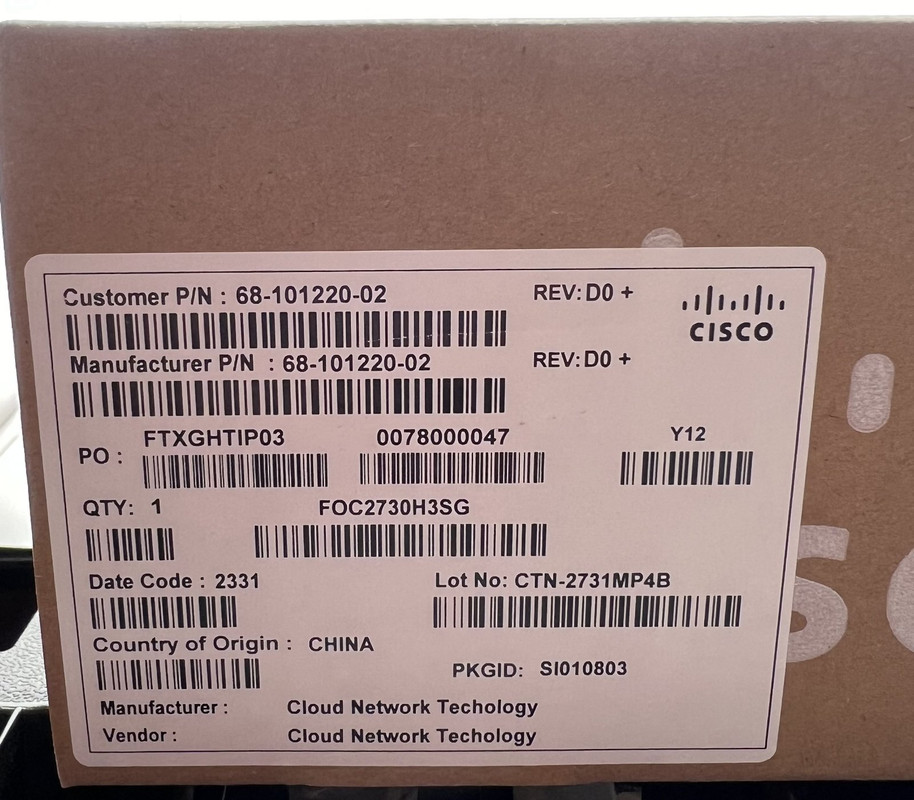 Customer P/N : 68-101220-02 REV: D0 +
CISCO
Manufacturer P/N : 68-101220-02 REV: D0 +
PO : FTXGHTIP03 0078000047 Y12
QTY: 1 FOC2730H3SG
Date Code : 2331 Lot No: CTN-2731MP4B
Country of Origin : CHINA
PKGID: SI010803
Manufacturer : Cloud Network Techology
Vendor : Cloud Network Techology